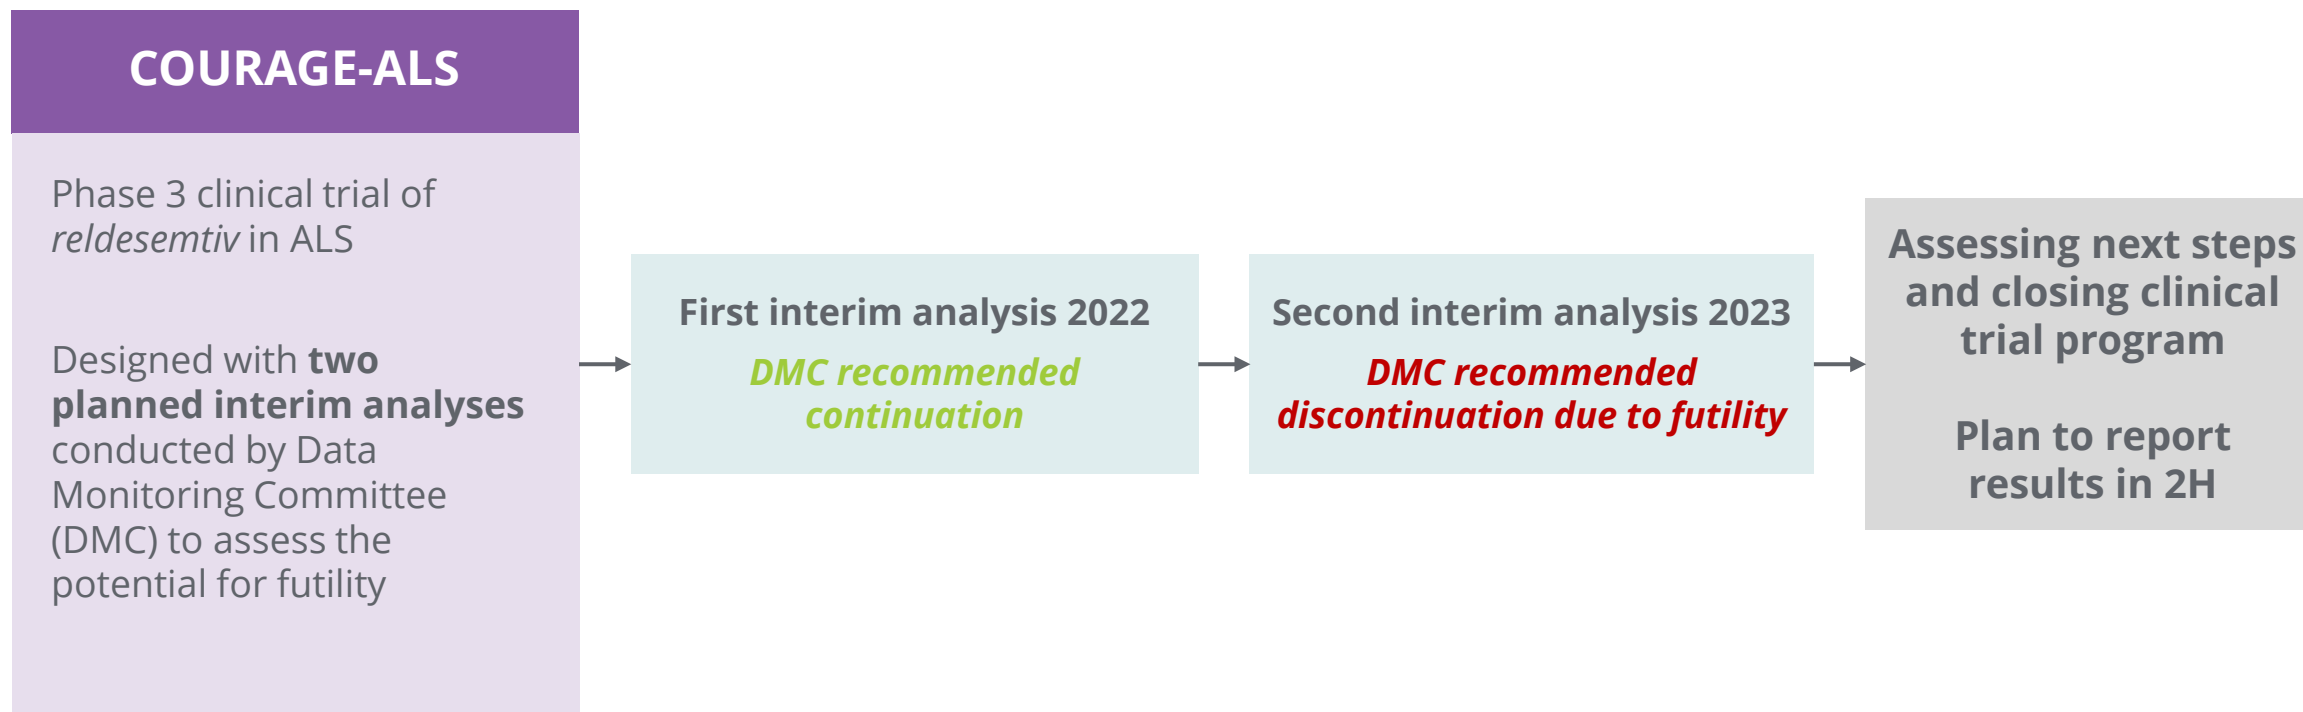 COURAGE-ALS
Phase 3 clinical trial of
reldesemtiv in ALS
Designed with two
planned interim analyses
conducted by Data
Monitoring Committee
(DMC) to assess the
potential for futility
First interim analysis 2022
DMC recommended
continuation
Second interim analysis 2023
DMC recommended
discontinuation due to futility
Assessing next steps
and closing clinical
trial program
Plan to report
results in 2H